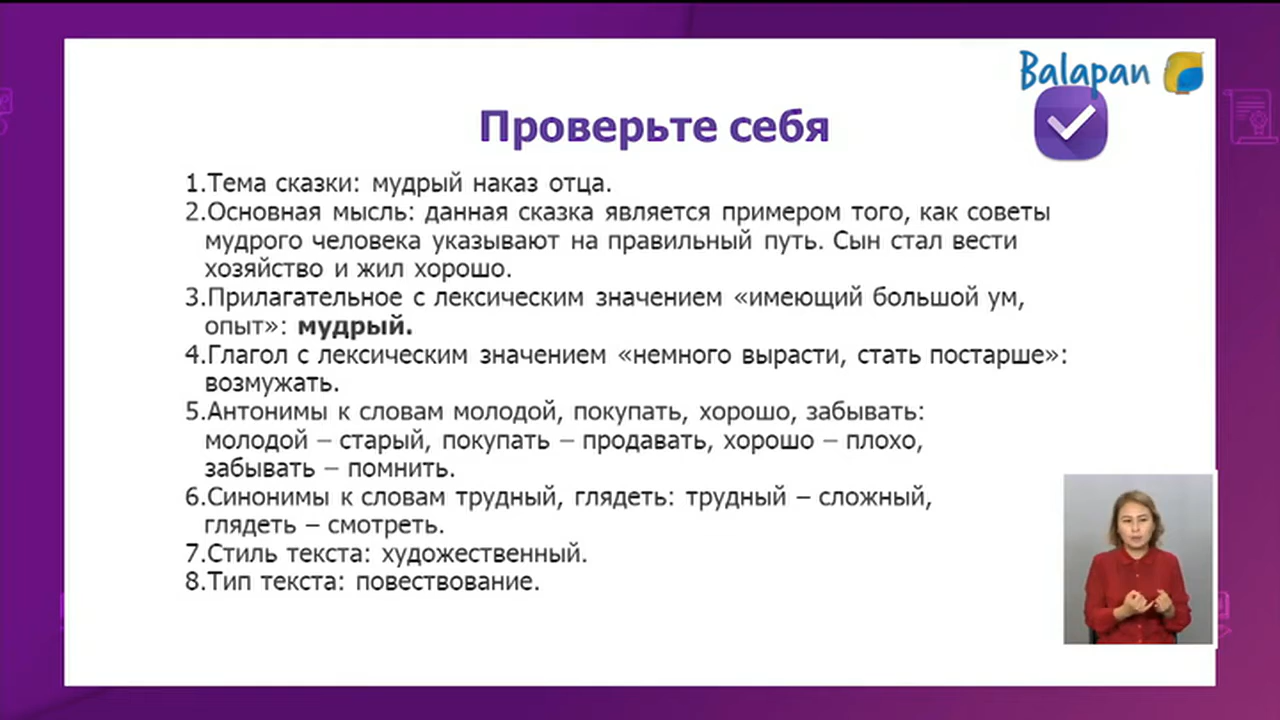 Balapan
Проверьте себя
1.Тема сказки: мудрый наказ отца.
2.Основная мысль: данная сказка является примером того, как советы
мудрого человека указывают на правильный путь. Сын стал вести
хозяйство и жил хорошо.
3.Прилагательное с лексическим значением «имеющий большой ум,
опыт»: мудрый.
4.Глагол с лексическим значением «немного вырасти, стать постарше»:
возмужать.
5.Антонимы к словам молодой, покупать, хорошо, забывать:
молодой – старый, покупать – продавать, хорошо – плохо,
забывать – помнить.
6.Синонимы к словам трудный, глядеть: трудный – сложный,
глядеть – смотреть.
7.Стиль текста: художественный.
8.Тип текста: повествование.